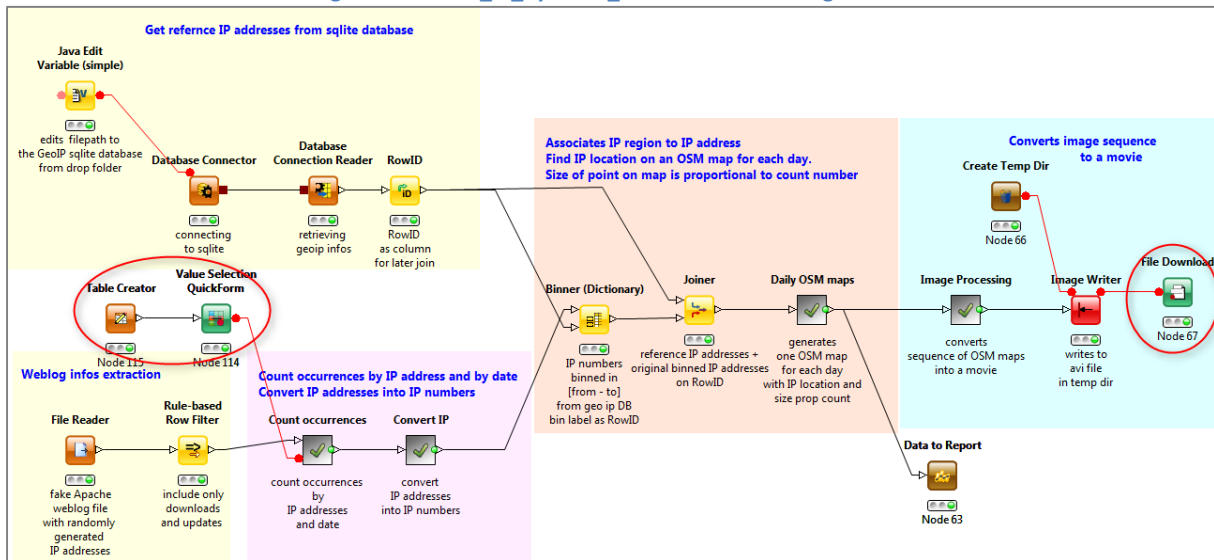 Get refernce IP addresses from sqlite database
Java Edit
Variable (simple)
edits filepath to
the GeoIP sqlite database
from drop folder
Database Connector
connecting
to sqlite
Database
Connection Reader
retrieving
geoip infos
RowID
RowID
as column
for later join
Table Creator
Node 115
Value Selection
QuickForm
Node 114
Weblog infos extraction
File Reader
fake Apache
weblog file
with randomly
generated
IP addresses
Rule-based
Row Filter
include only
downloads
and updates
Count occurrences by IP address and by date
Convert IP addresses into IP numbers
Count occurrences
count occurrences
by
IP addresses
and date
Convert IP
convert
IP addresses
into IP numbers
Associates IP region to IP address
Find IP location on an OSM map for each day.
Size of point on map is proportional to count number
Binner (Dictionary)
IP numbers
binned in
[from - to]
from geo ip DB
bin label as RowID
Joiner
reference IP addresses +
original binned IP addresses
on RowID
Daily OSM maps
generates
one OSM map
for each day
with IP location and
size prop count
Converts image sequence
to a movie
Create Temp Dir
Node 66
Image Processing
converts
sequence of OSM maps
into a movie
Image Writer
writes to
avi file
in temp dir
File Download
Node 67
Data to Report
Node 63